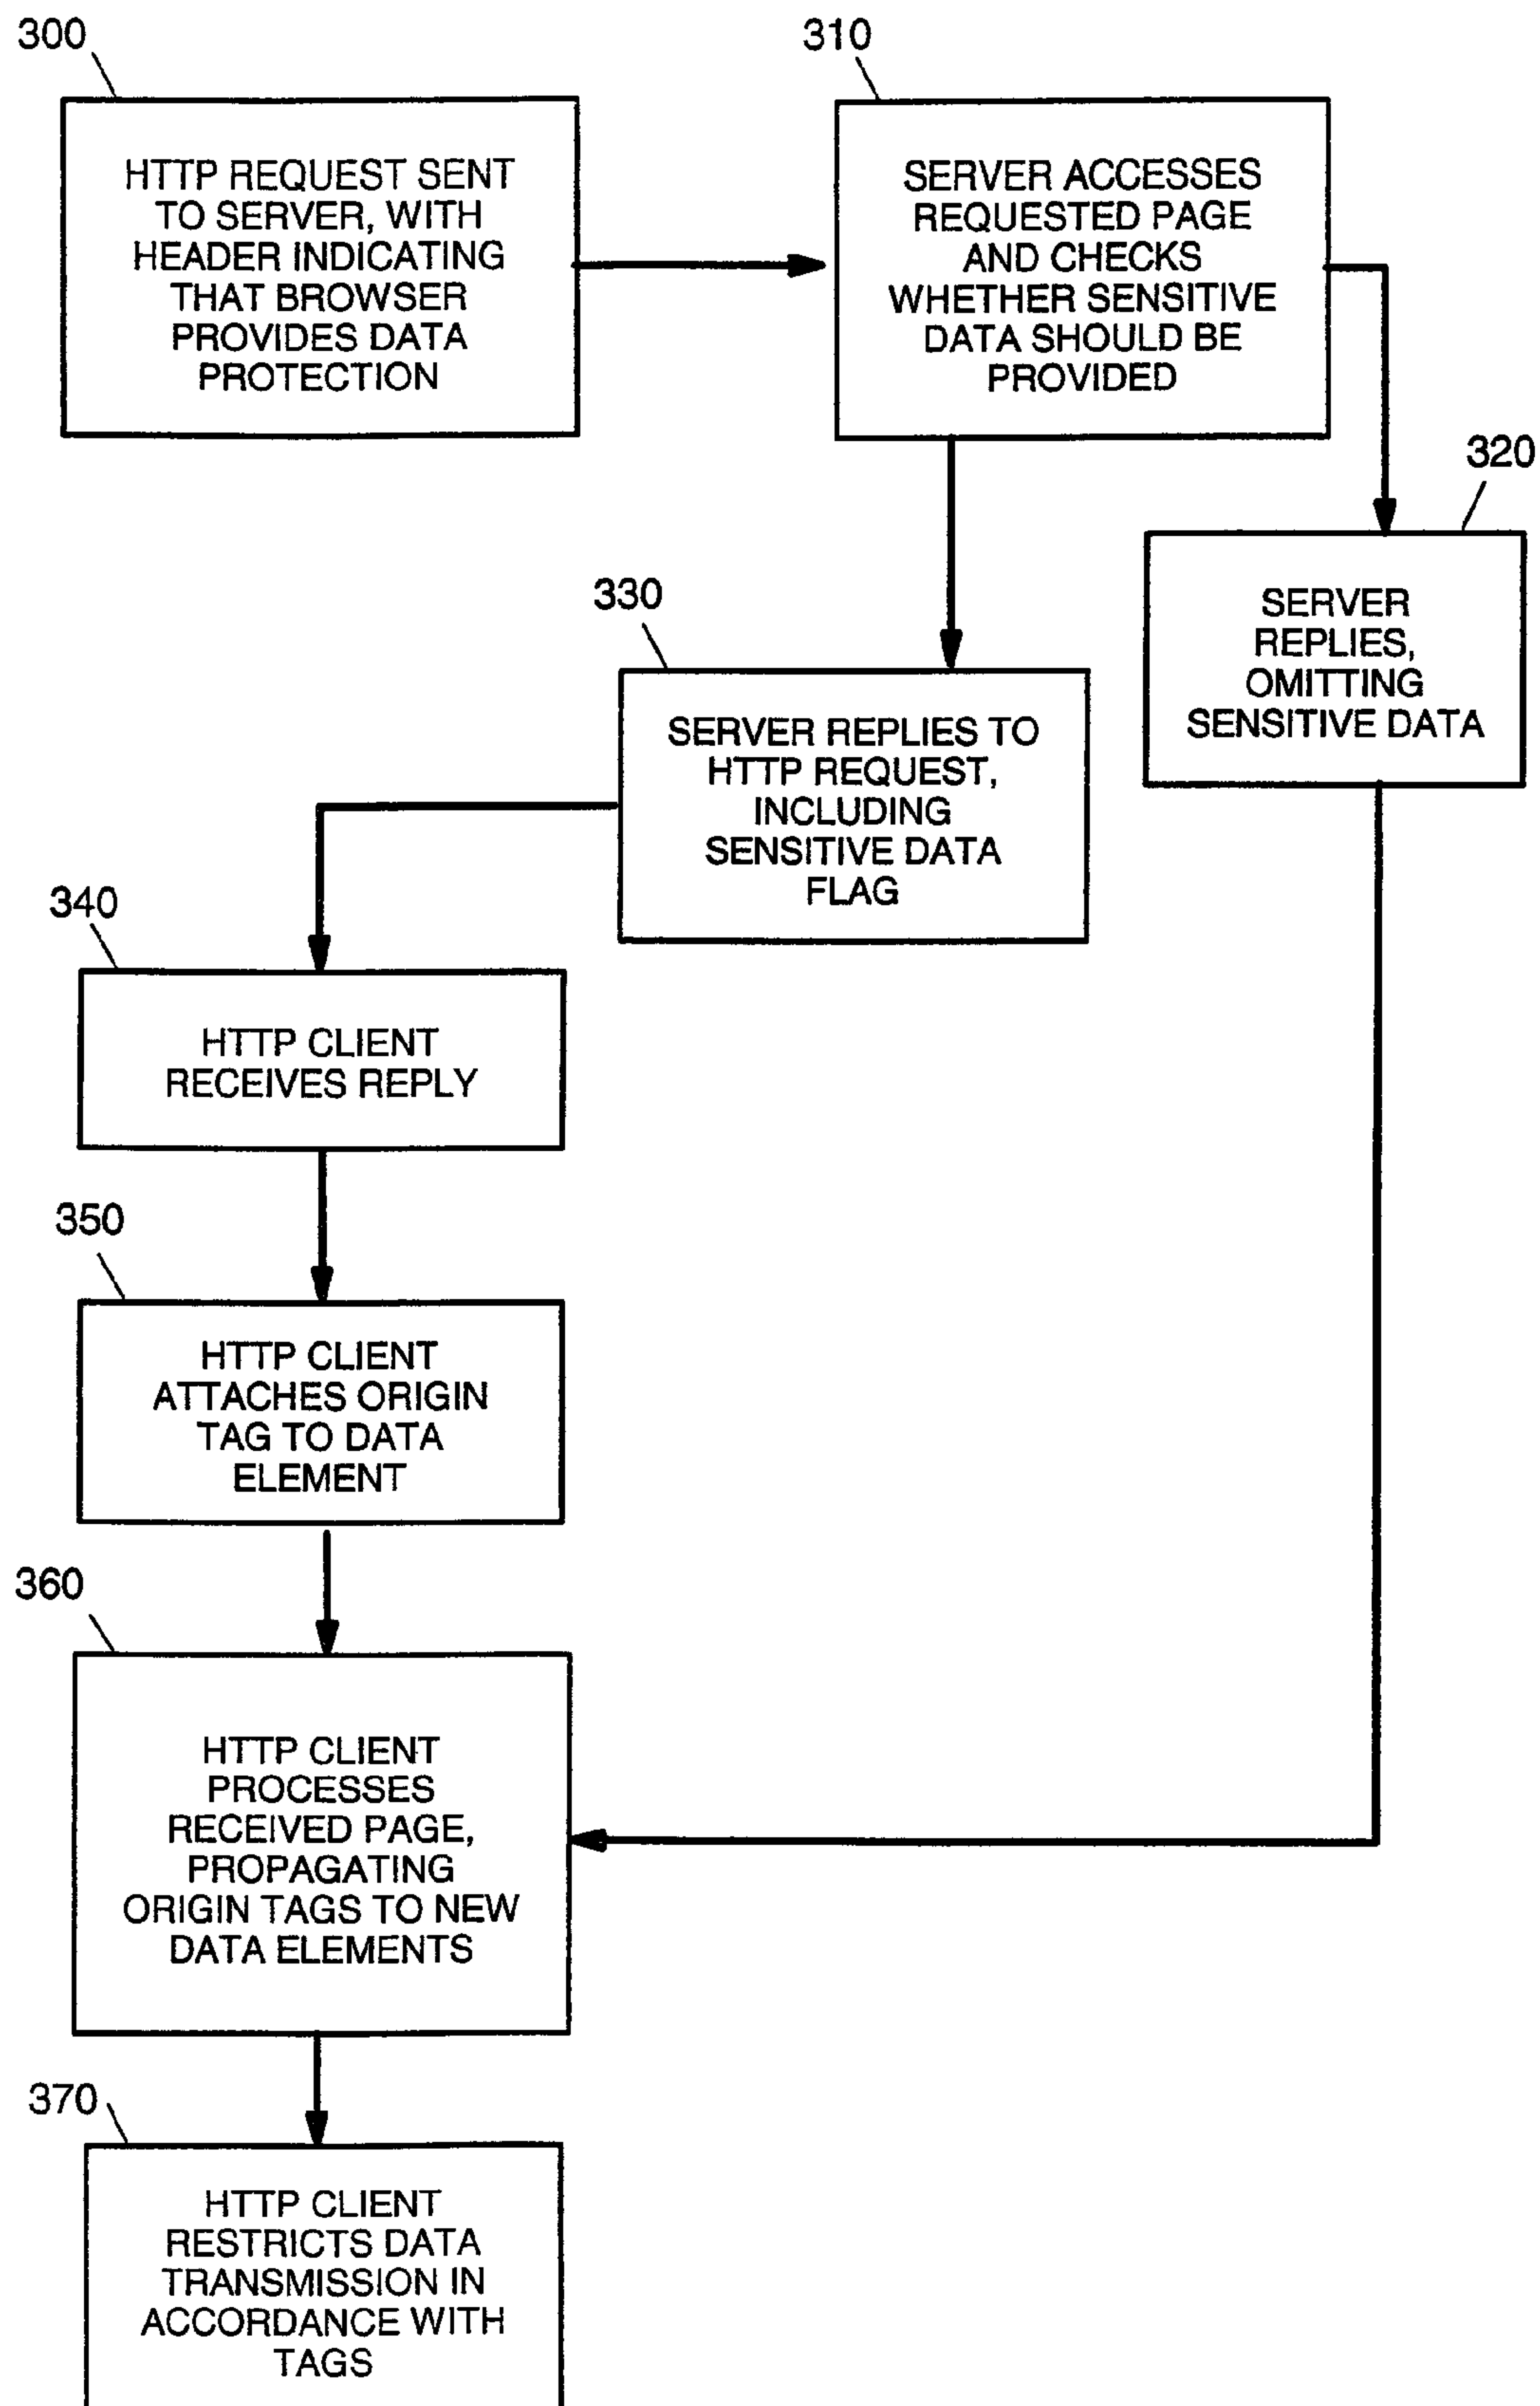 300
HTTP REQUEST SENT
TO SERVER, WITH
HEADER INDICATING
THAT BROWSER
PROVIDES DATA
PROTECTION
310
SERVER ACCESSES
REQUESTED PAGE
AND CHECKS
WHETHER SENSITIVE
DATA SHOULD BE
PROVIDED
320
SERVER
REPLIES,
OMITTING
SENSITIVE DATA
330
SERVER REPLIES TO
HTTP REQUEST,
INCLUDING
SENSITIVE DATA
FLAG
340
HTTP CLIENT
RECEIVES REPLY
350
HTTP CLIENT
ATTACHES ORIGIN
TAG TO DATA
ELEMENT
360
HTTP CLIENT
PROCESSES
RECEIVED PAGE,
PROPAGATING
ORIGIN TAGS TO NEW
DATA ELEMENTS
370
HTTP CLIENT
RESTRICTS DATA
TRANSMISSION IN
ACCORDANCE WITH
TAGS